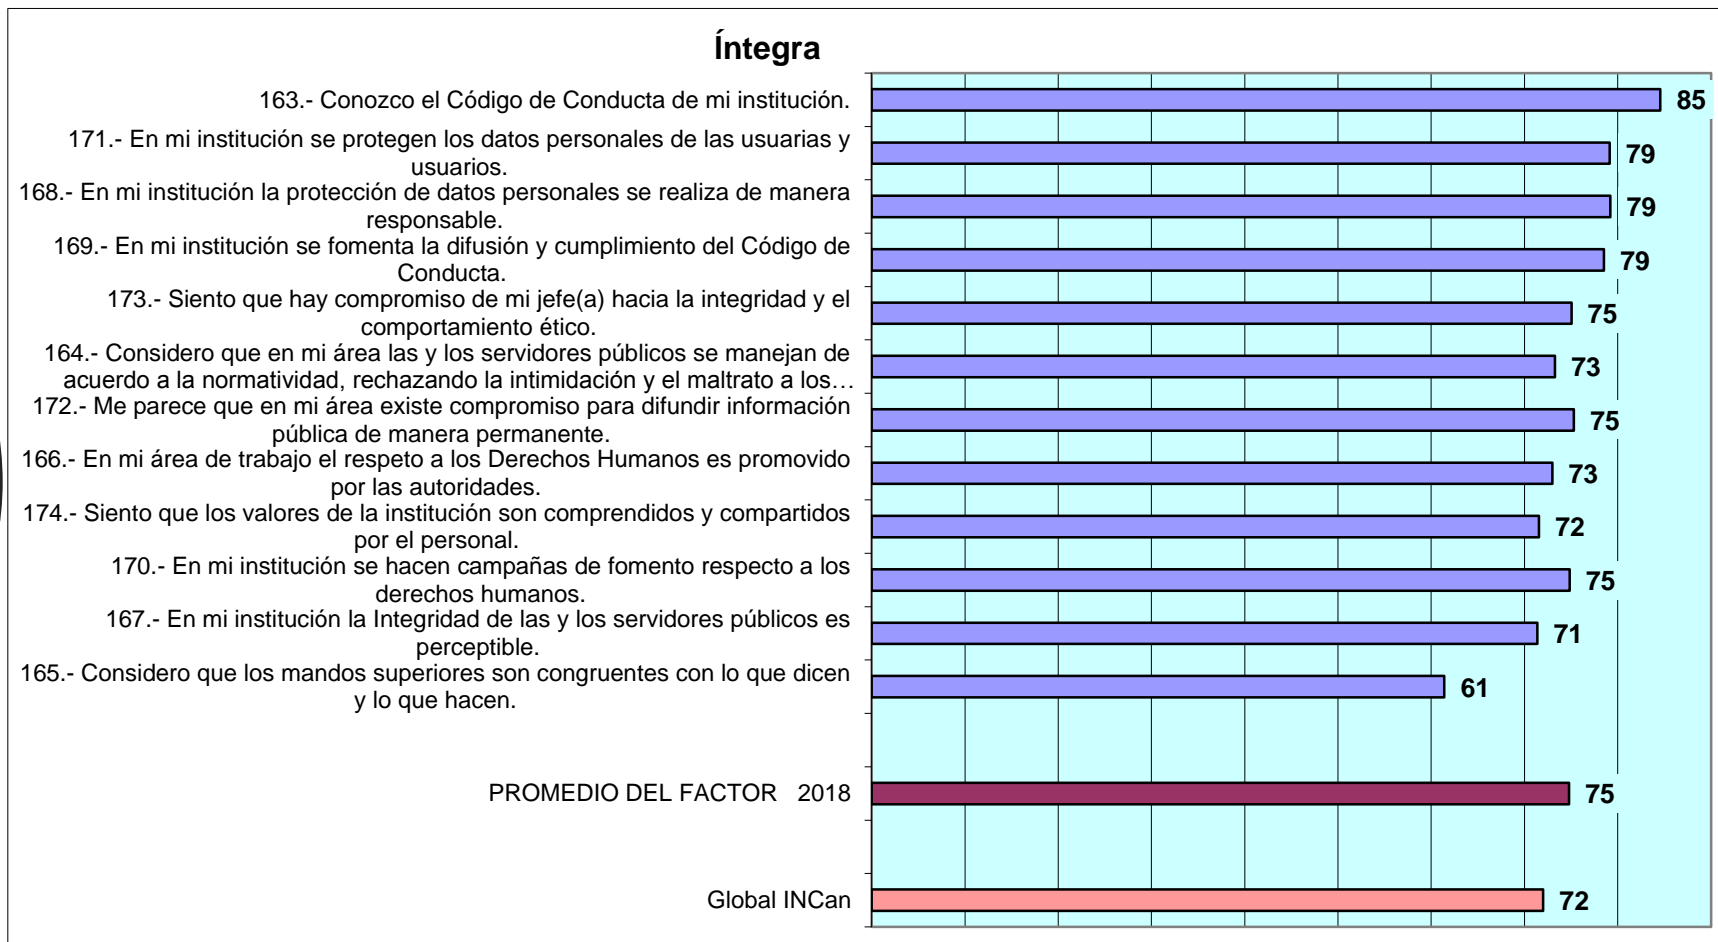 Íntegra
163.- Conozco el Código de Conducta de mi institución.
85
171.- En mi institución se protegen los datos personales de las usuarias y
usuarios.
79
168.- En mi institución la protección de datos personales se realiza de manera
responsable.
79
169.- En mi institución se fomenta la difusión y cumplimiento del Código de
Conducta.
79
173.- Siento que hay compromiso de mi jefe(a) hacia la integridad y el
comportamiento ético.
75
164.- Considero que en mi área las y los servidores públicos se manejan de
acuerdo a la normatividad, rechazando la intimidación y el maltrato a los…
73
172.- Me parece que en mi área existe compromiso para difundir información
pública de manera permanente.
75
166.- En mi área de trabajo el respeto a los Derechos Humanos es promovido
por las autoridades.
73
174.- Siento que los valores de la institución son comprendidos y compartidos
por el personal.
72
170.- En mi institución se hacen campañas de fomento respecto a los
derechos humanos.
75
167.- En mi institución la Integridad de las y los servidores públicos es
perceptible.
71
165.- Considero que los mandos superiores son congruentes con lo que dicen
y lo que hacen.
61
PROMEDIO DEL FACTOR 2018
75
Global INCan
72